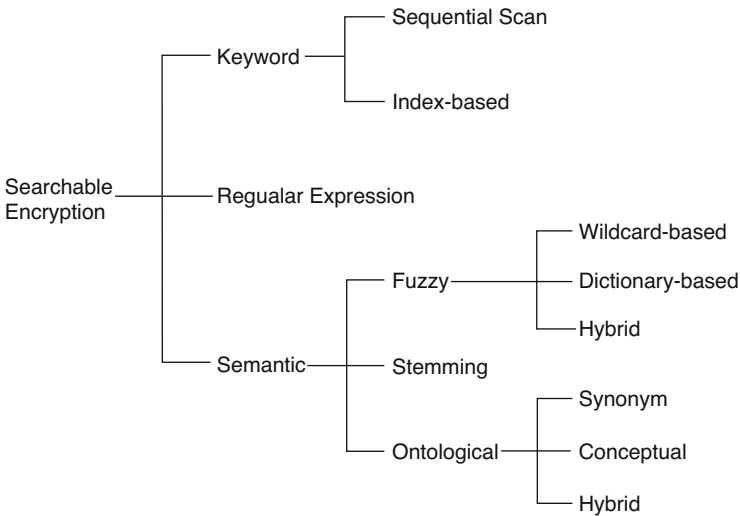 Searchable
Encryption
Keyword
Sequential Scan
Index-based
Regualar Expression
Semantic
Fuzzy
Wildcard-based
Dictionary-based
Hybrid
Stemming
Ontological
Synonym
Conceptual
Hybrid